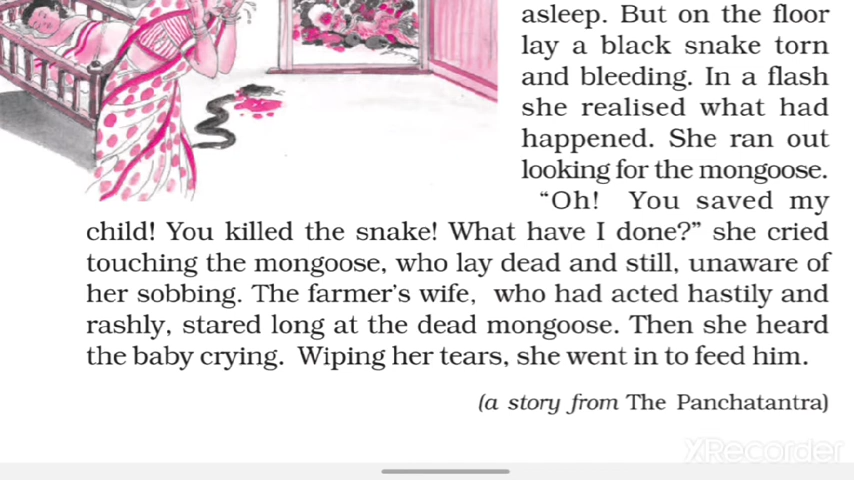 asleep. But on the floor
lay a black snake torn
and bleeding. In a flash
she realised what had
happened. She ran out
looking for the mongoose.
“Oh! You saved my
child! You killed the snake! What have I done?” she cried
touching the mongoose, who lay dead and still, unaware of
her sobbing. The farmer’s wife, who had acted hastily and
rashly, stared long at the dead mongoose. Then she heard
the baby crying. Wiping her tears, she went in to feed him.
(a story from The Panchatantra)
XRecorder